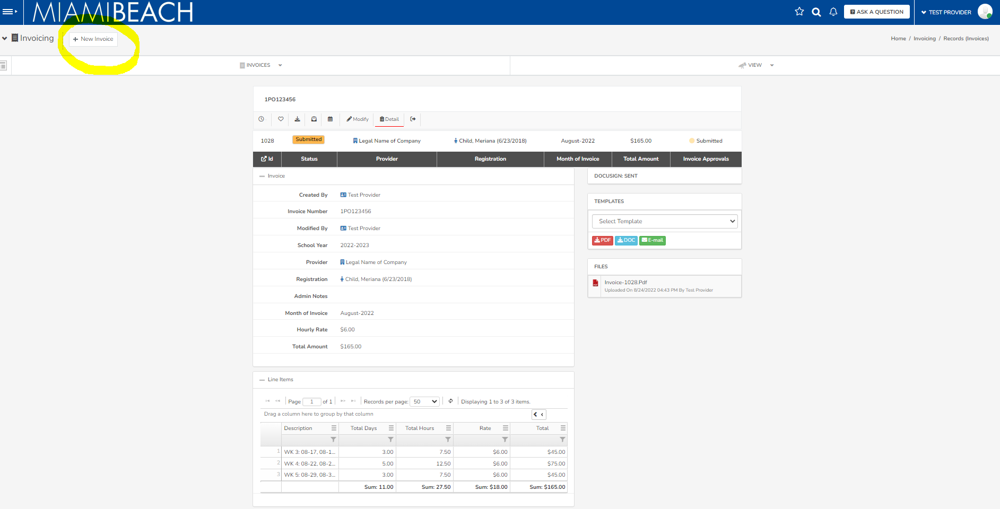 MIAMIBEACH
ASK A QUESTION
TEST PROVIDER
Invoicing
+ New Invoice
Home / Invoicing / Records (Invoices)
INVOICES
VIEW
1PO123456
Modify
Detail
1028 Submitted Legal Name of Company Child, Meriana (6/23/2018) August-2022 $165.00 Submitted
Id Status Provider Registration Month of Invoice Total Amount Invoice Approvals
Invoice
Created By Test Provider
Invoice Number 1PO123456
Modified By Test Provider
School Year 2022-2023
Provider Legal Name of Company
Registration Child, Meriana (6/23/2018)
Admin Notes
Month of Invoice August-2022
Hourly Rate $6.00
Total Amount $165.00
DOCUSIGN: SENT
TEMPLATES
Select Template
PDF DOC E-mail
FILES
Invoice-1028.Pdf
Uploaded On 8/24/2022 04:43 PM By Test Provider
Line Items
Page 1 of 1 Records per page: 50 Displaying 1 to 3 of 3 items.
Drag a column here to group by that column
Description Total Days Total Hours Rate Total
1 WK 3: 08-17, 08-1... 3.00 7.50 $6.00 $45.00
2 WK 4: 08-22, 08-2... 5.00 12.50 $6.00 $75.00
3 WK 5: 08-29, 08-3... 3.00 7.50 $6.00 $45.00
Sum: 11.00 Sum: 27.50 Sum: $18.00 Sum: $165.00